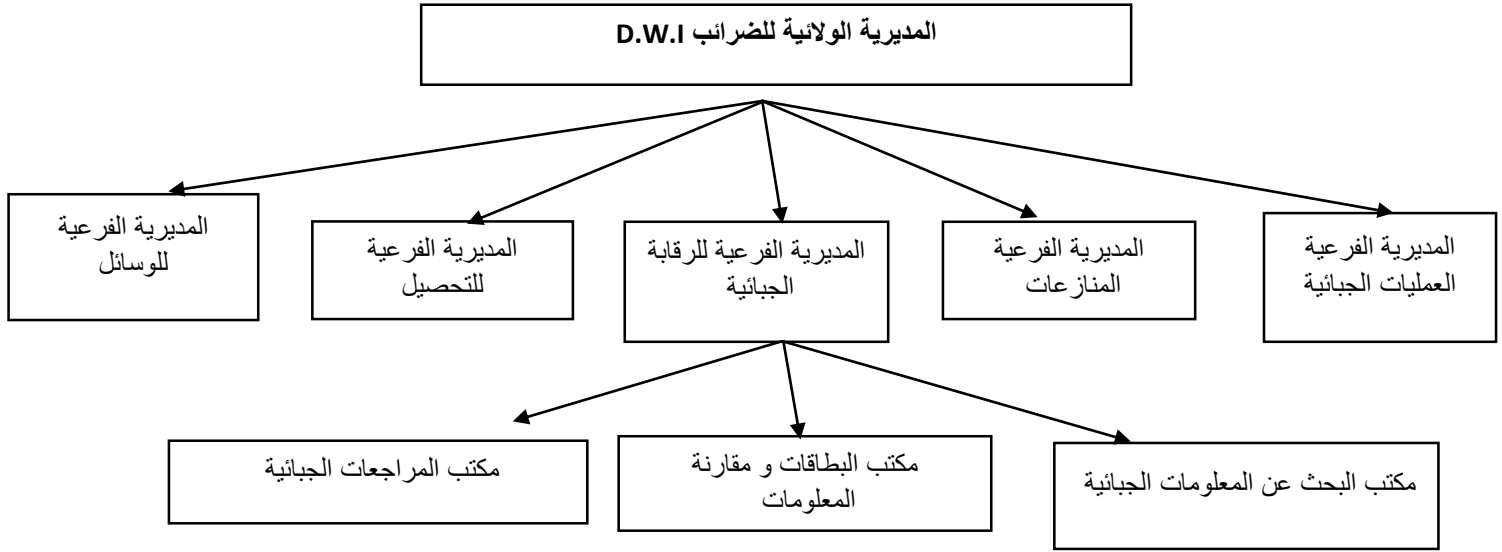 المديرية الولائية للضرائب D.W.I
المديرية الفرعية
العمليات الجبائية
المديرية الفرعية
المنازعات
المديرية الفرعية للرقابة
الجبائية
المديرية الفرعية
للتحصيل
المديرية الفرعية
للوسائل
مكتب البحث عن المعلومات الجبائية
مكتب البطاقات و مقارنة
المعلومات
مكتب المراجعات الجبائية